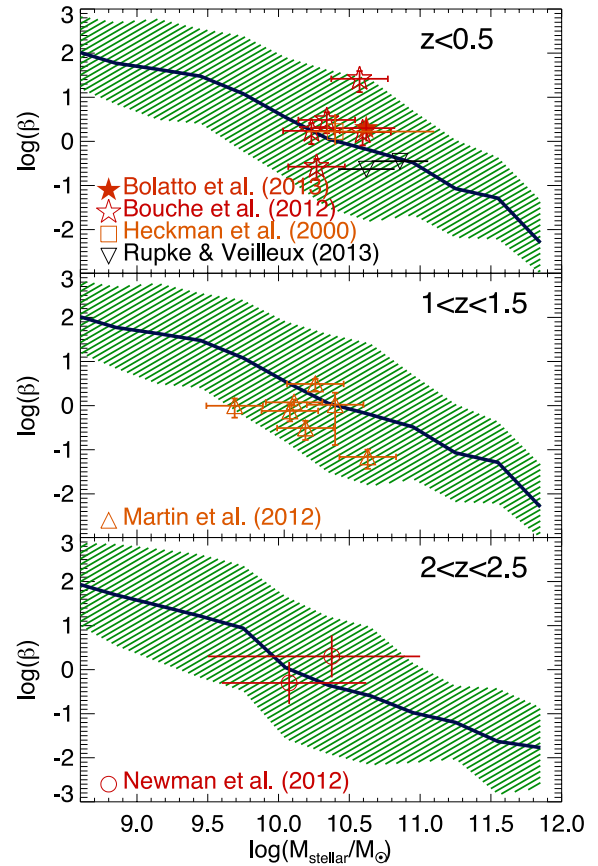 3
2
1
0
-1
-2
log(β)
z<0.5
Bolatto et al. (2013)
Bouche et al. (2012)
Heckman et al. (2000)
Rupke & Veilleux (2013)
3
2
1
0
-1
-2
log(β)
1<z<1.5
Martin et al. (2012)
3
2
1
0
-1
-2
-3
log(β)
2<z<2.5
Newman et al. (2012)
9.0 9.5 10.0 10.5 11.0 11.5 12.0
log(M_stellar/M_⊙)